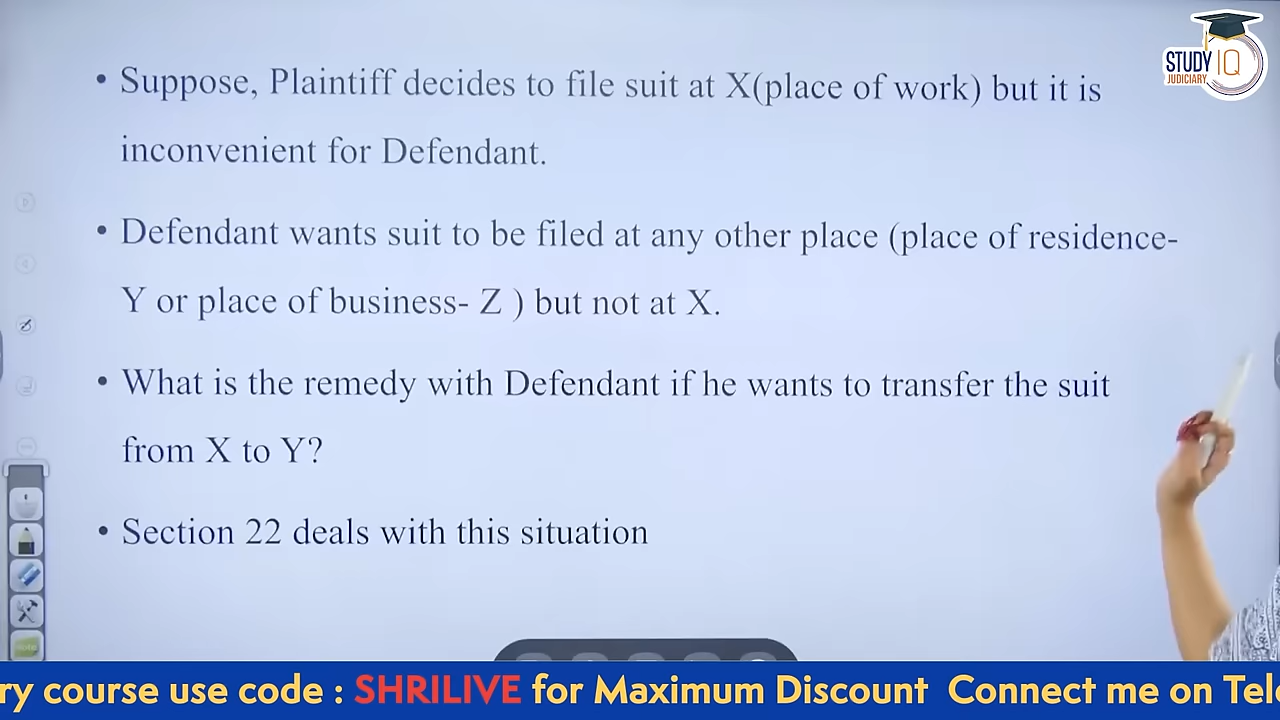 STUDY IQ
JUDICIARY
• Suppose, Plaintiff decides to file suit at X(place of work) but it is
inconvenient for Defendant.
• Defendant wants suit to be filed at any other place (place of residence-
Y or place of business- Z ) but not at X.
• What is the remedy with Defendant if he wants to transfer the suit
from X to Y?
• Section 22 deals with this situation
ry course use code : SHRILIVE for Maximum Discount Connect me on Tele